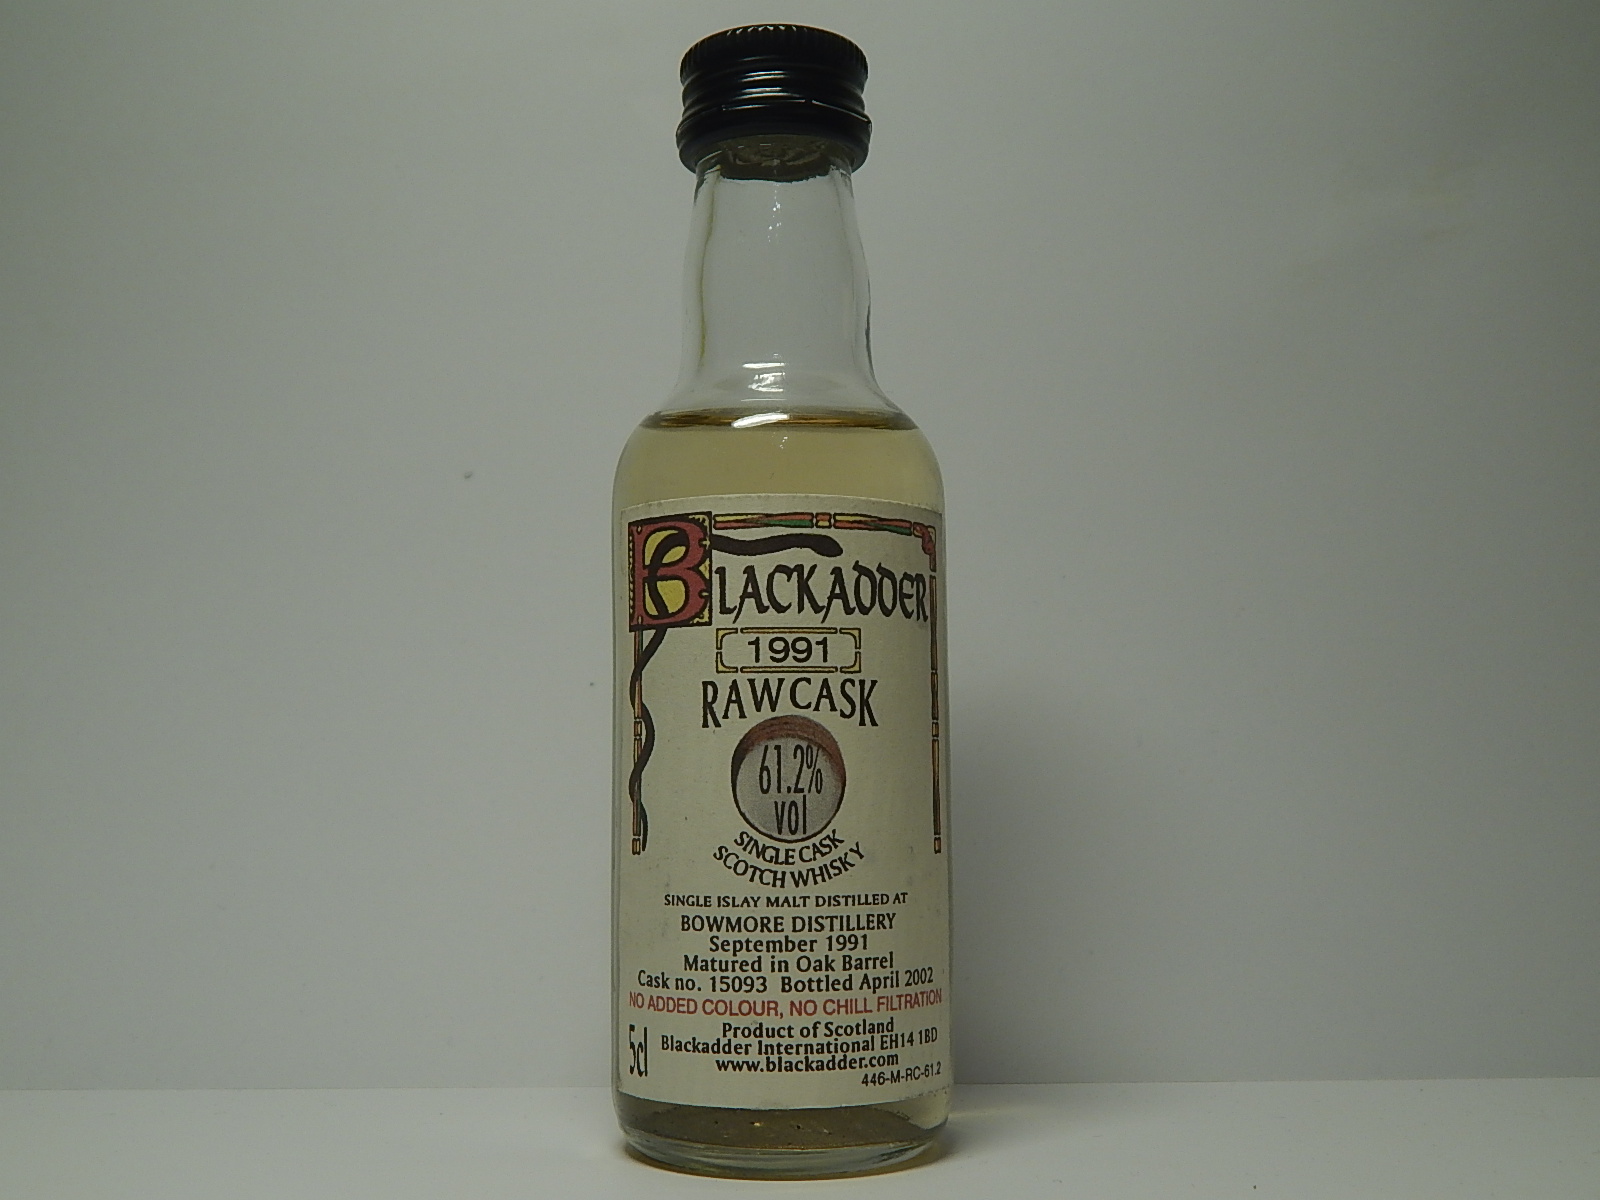 BLACKADDER
1991
RAW CASK
61.2%
vol
SINGLE CASK
SCOTCH WHISKY
SINGLE ISLAY MALT DISTILLED AT
BOWMORE DISTILLERY
September 1991
Matured in Oak Barrel
Cask no. 15093 Bottled April 2002
NO ADDED COLOUR, NO CHILL FILTRATION
Product of Scotland
5cl Blackadder International EH14 1BD
www.blackadder.com
446-M-RC-61.2